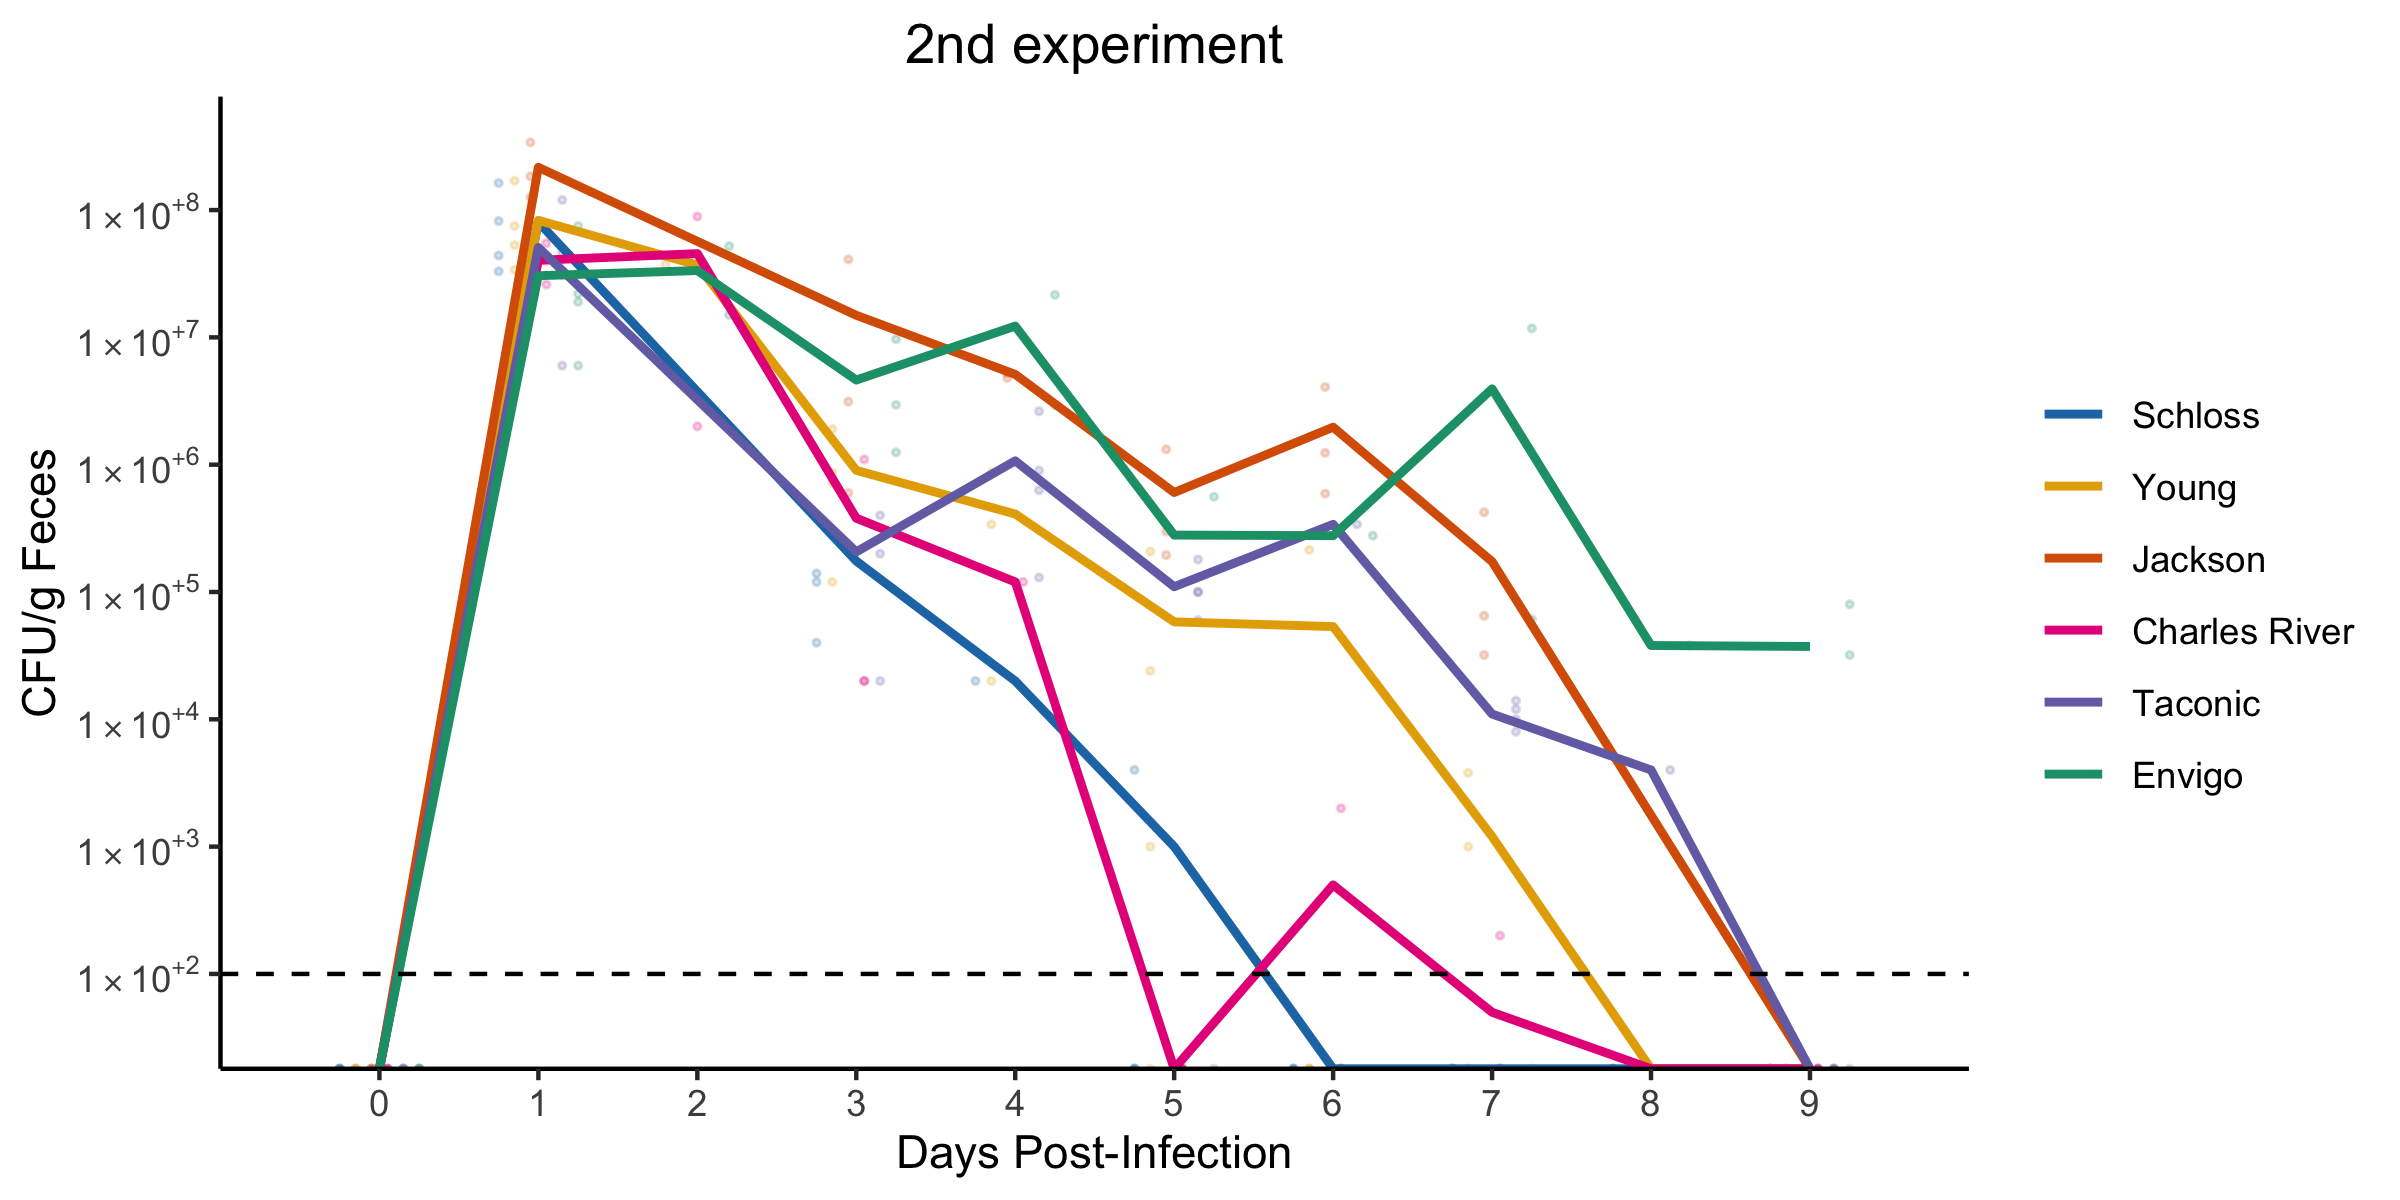 2nd experiment
CFU/g Feces
1×10⁺⁸
1×10⁺⁷
1×10⁺⁶
1×10⁺⁵
1×10⁺⁴
1×10⁺³
1×10⁺²
0 1 2 3 4 5 6 7 8 9
Days Post-Infection
Schloss
Young
Jackson
Charles River
Taconic
Envigo